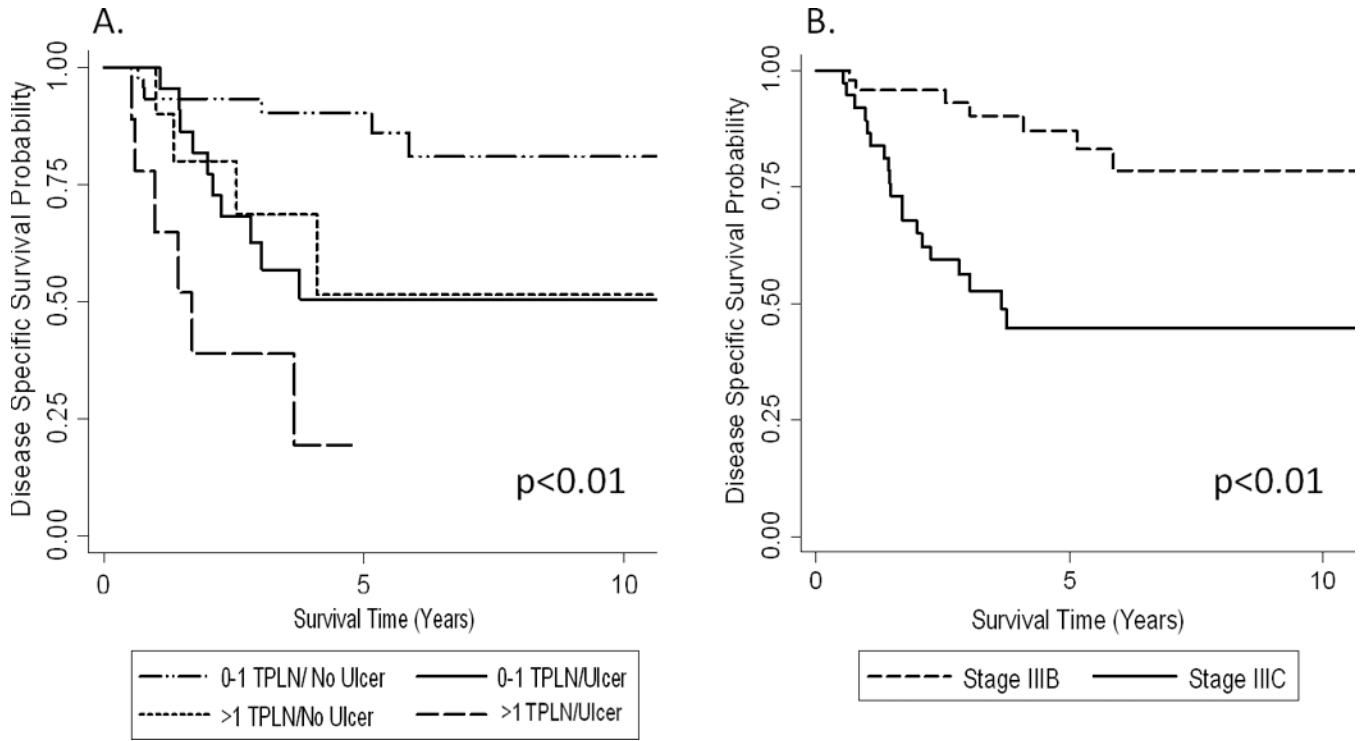 A.
Disease Specific Survival Probability
1.00
0.75
0.50
0.25
0.00
p<0.01
0 5 10
Survival Time (Years)
0-1 TPLN/ No Ulcer 0-1 TPLN/Ulcer
>1 TPLN/No Ulcer >1 TPLN/Ulcer
B.
Disease Specific Survival Probability
1.00
0.75
0.50
0.25
0.00
p<0.01
0 5 10
Survival Time (Years)
Stage IIIB Stage IIIC